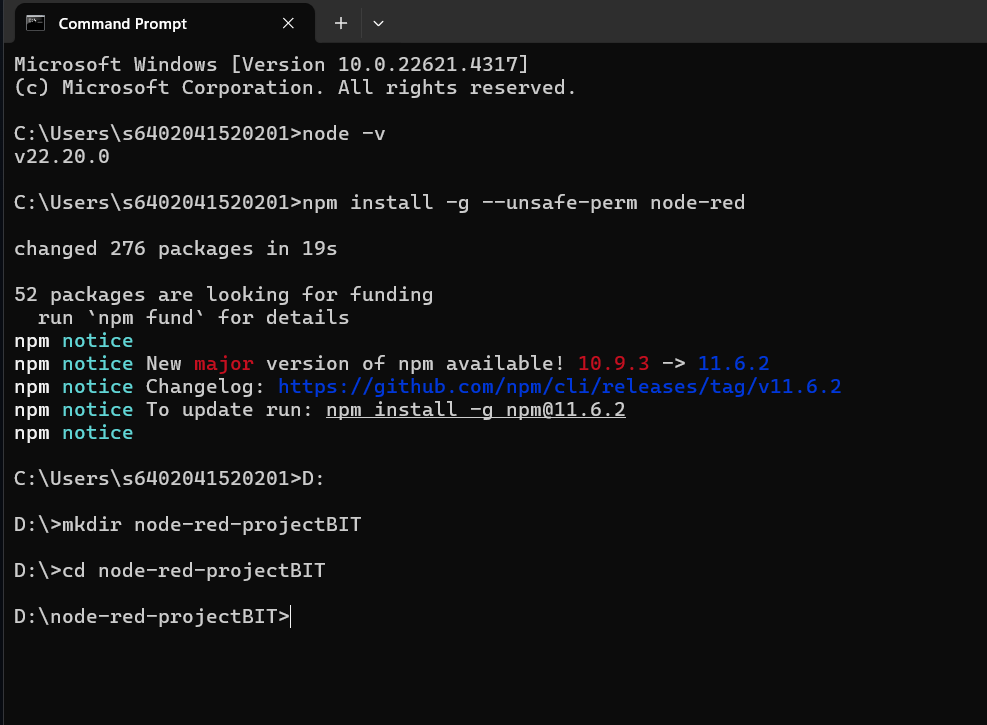 Command Prompt
Microsoft Windows [Version 10.0.22621.4317]
(c) Microsoft Corporation. All rights reserved.
C:\Users\s6402041520201>node -v
v22.20.0
C:\Users\s6402041520201>npm install -g --unsafe-perm node-red
changed 276 packages in 19s
52 packages are looking for funding
  run `npm fund` for details
npm notice
npm notice New major version of npm available! 10.9.3 -> 11.6.2
npm notice Changelog: https://github.com/npm/cli/releases/tag/v11.6.2
npm notice To update run: npm install -g npm@11.6.2
npm notice
C:\Users\s6402041520201>D:
D:\>mkdir node-red-projectBIT
D:\>cd node-red-projectBIT
D:\node-red-projectBIT>